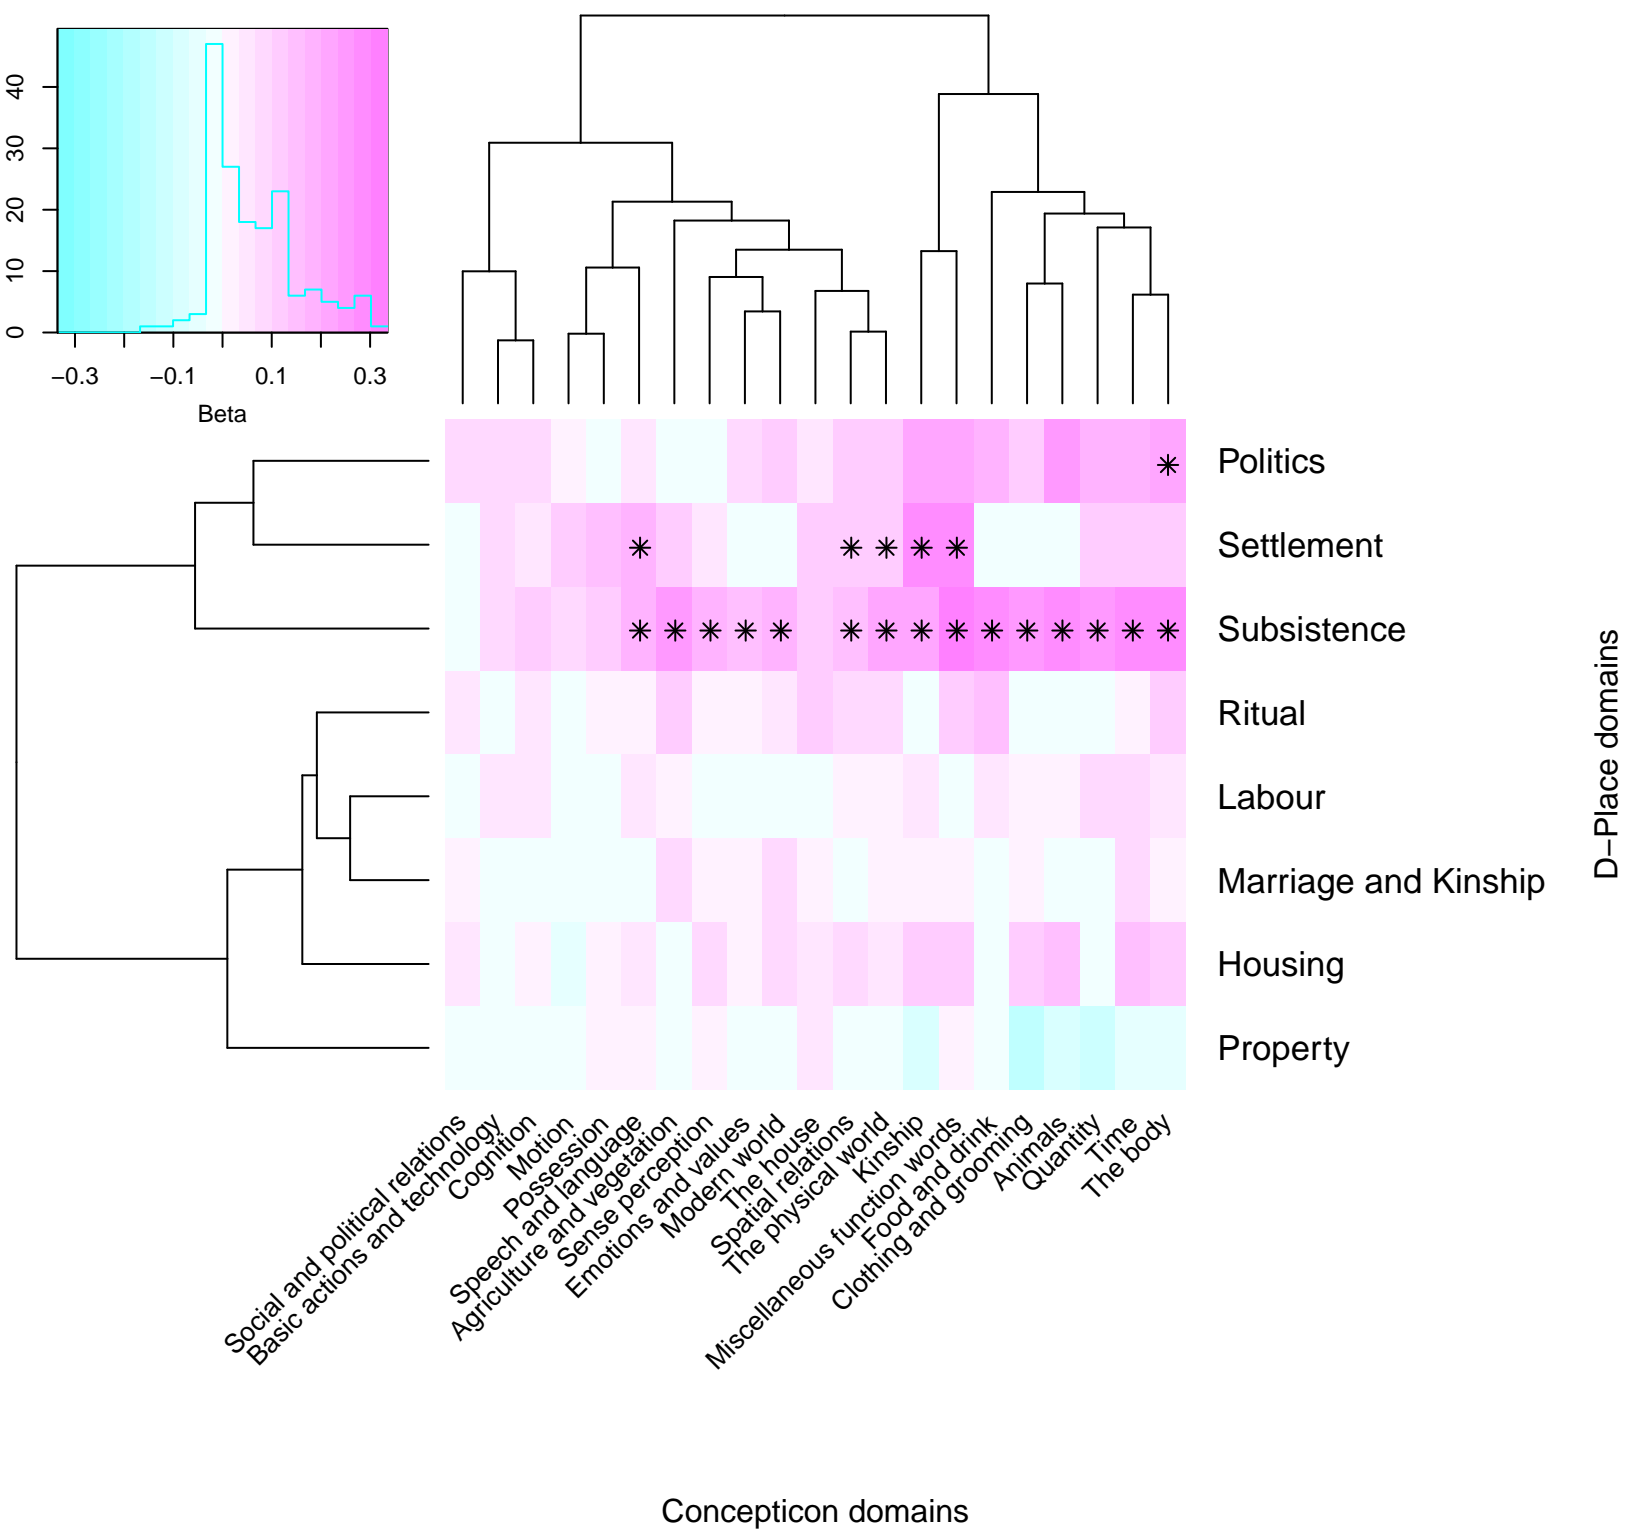 40
30
20
10
0
−0.3 −0.1 0.1 0.3
Beta
Politics
Settlement
Subsistence
Ritual
Labour
Marriage and Kinship
Housing
Property
D−Place domains
Social and political relations
Basic actions and technology
Cognition
Motion
Possession
Speech and language
Agriculture and vegetation
Sense perception
Emotions and values
Modern world
The house
Spatial relations
The physical world
Kinship
Miscellaneous function words
Food and drink
Clothing and grooming
Animals
Quantity
Time
The body
Concepticon domains